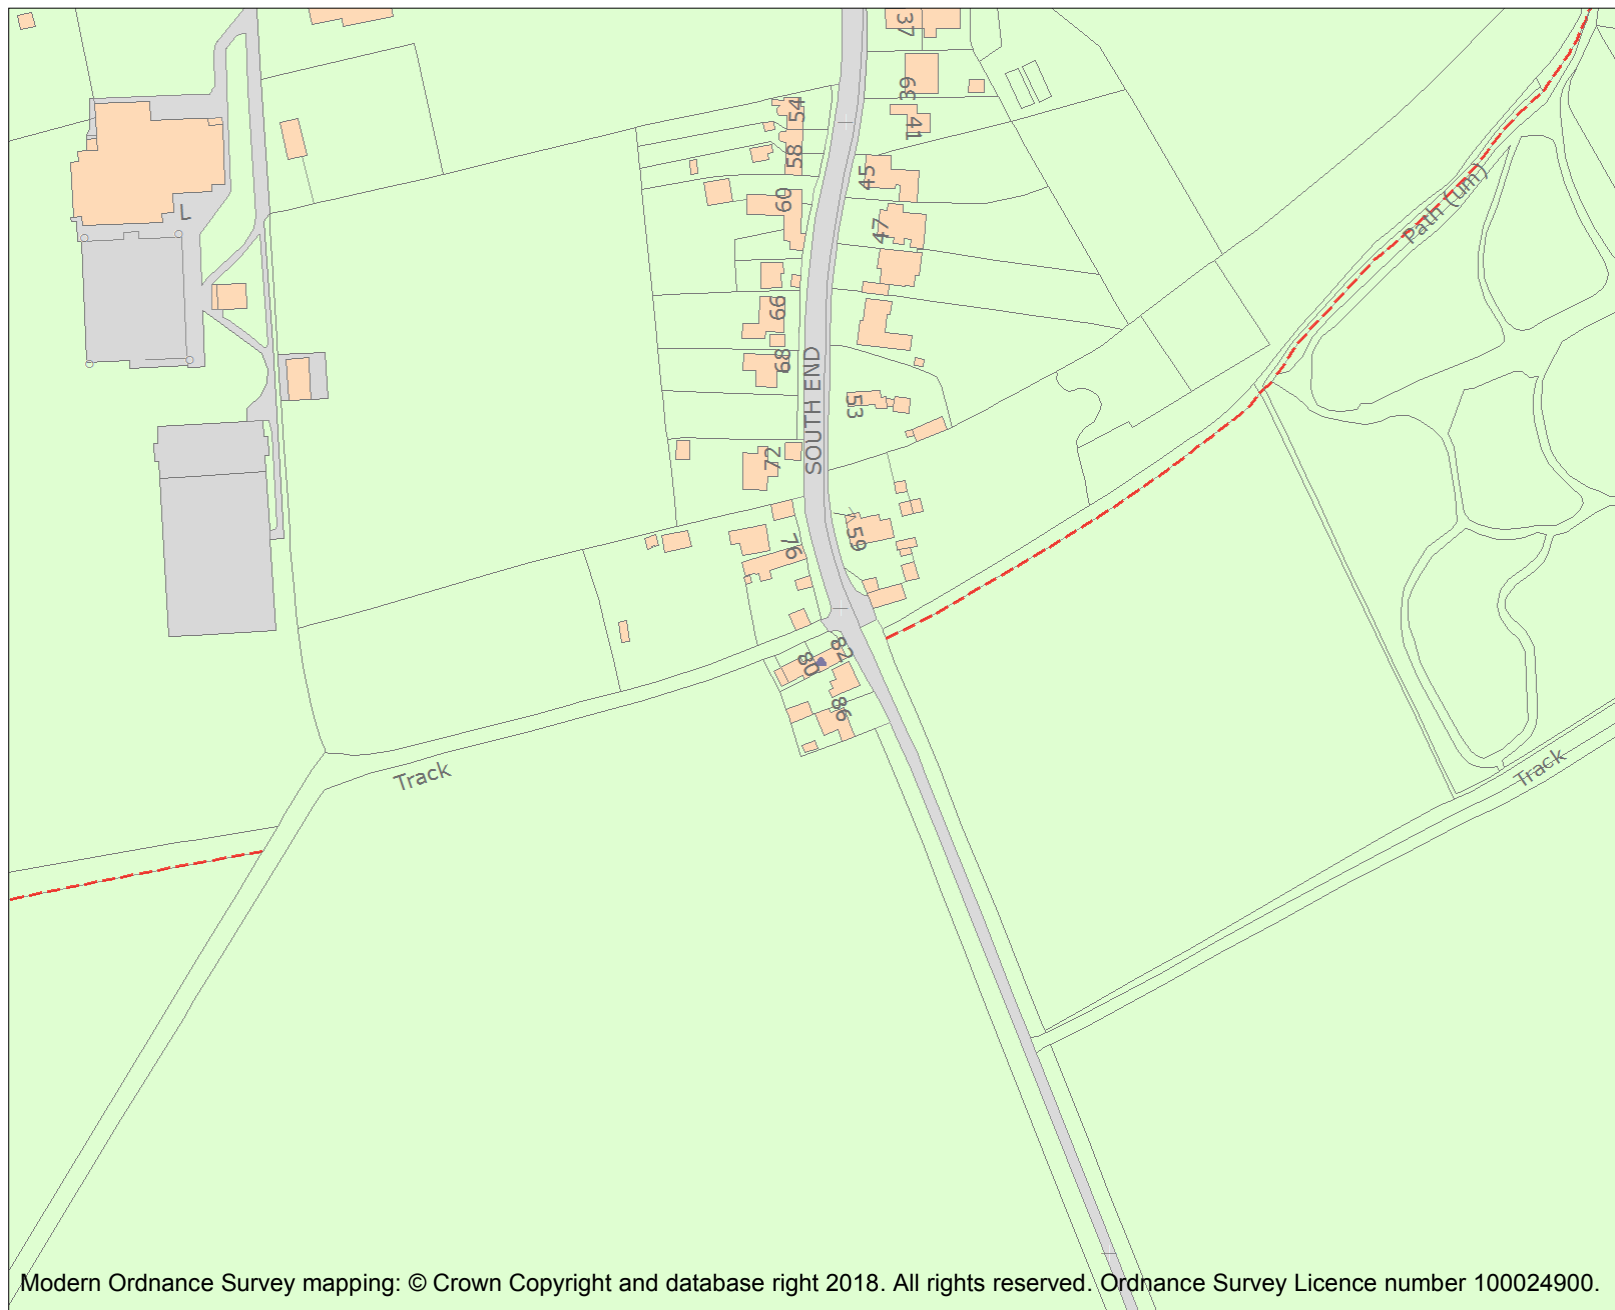 37
63
41
54
58
60
45
47
66
68
53
72
SOUTH END
76
59
82
80
86
L
Path (um)
Track
Track
Modern Ordnance Survey mapping: © Crown Copyright and database right 2018. All rights reserved. Ordnance Survey Licence number 100024900.